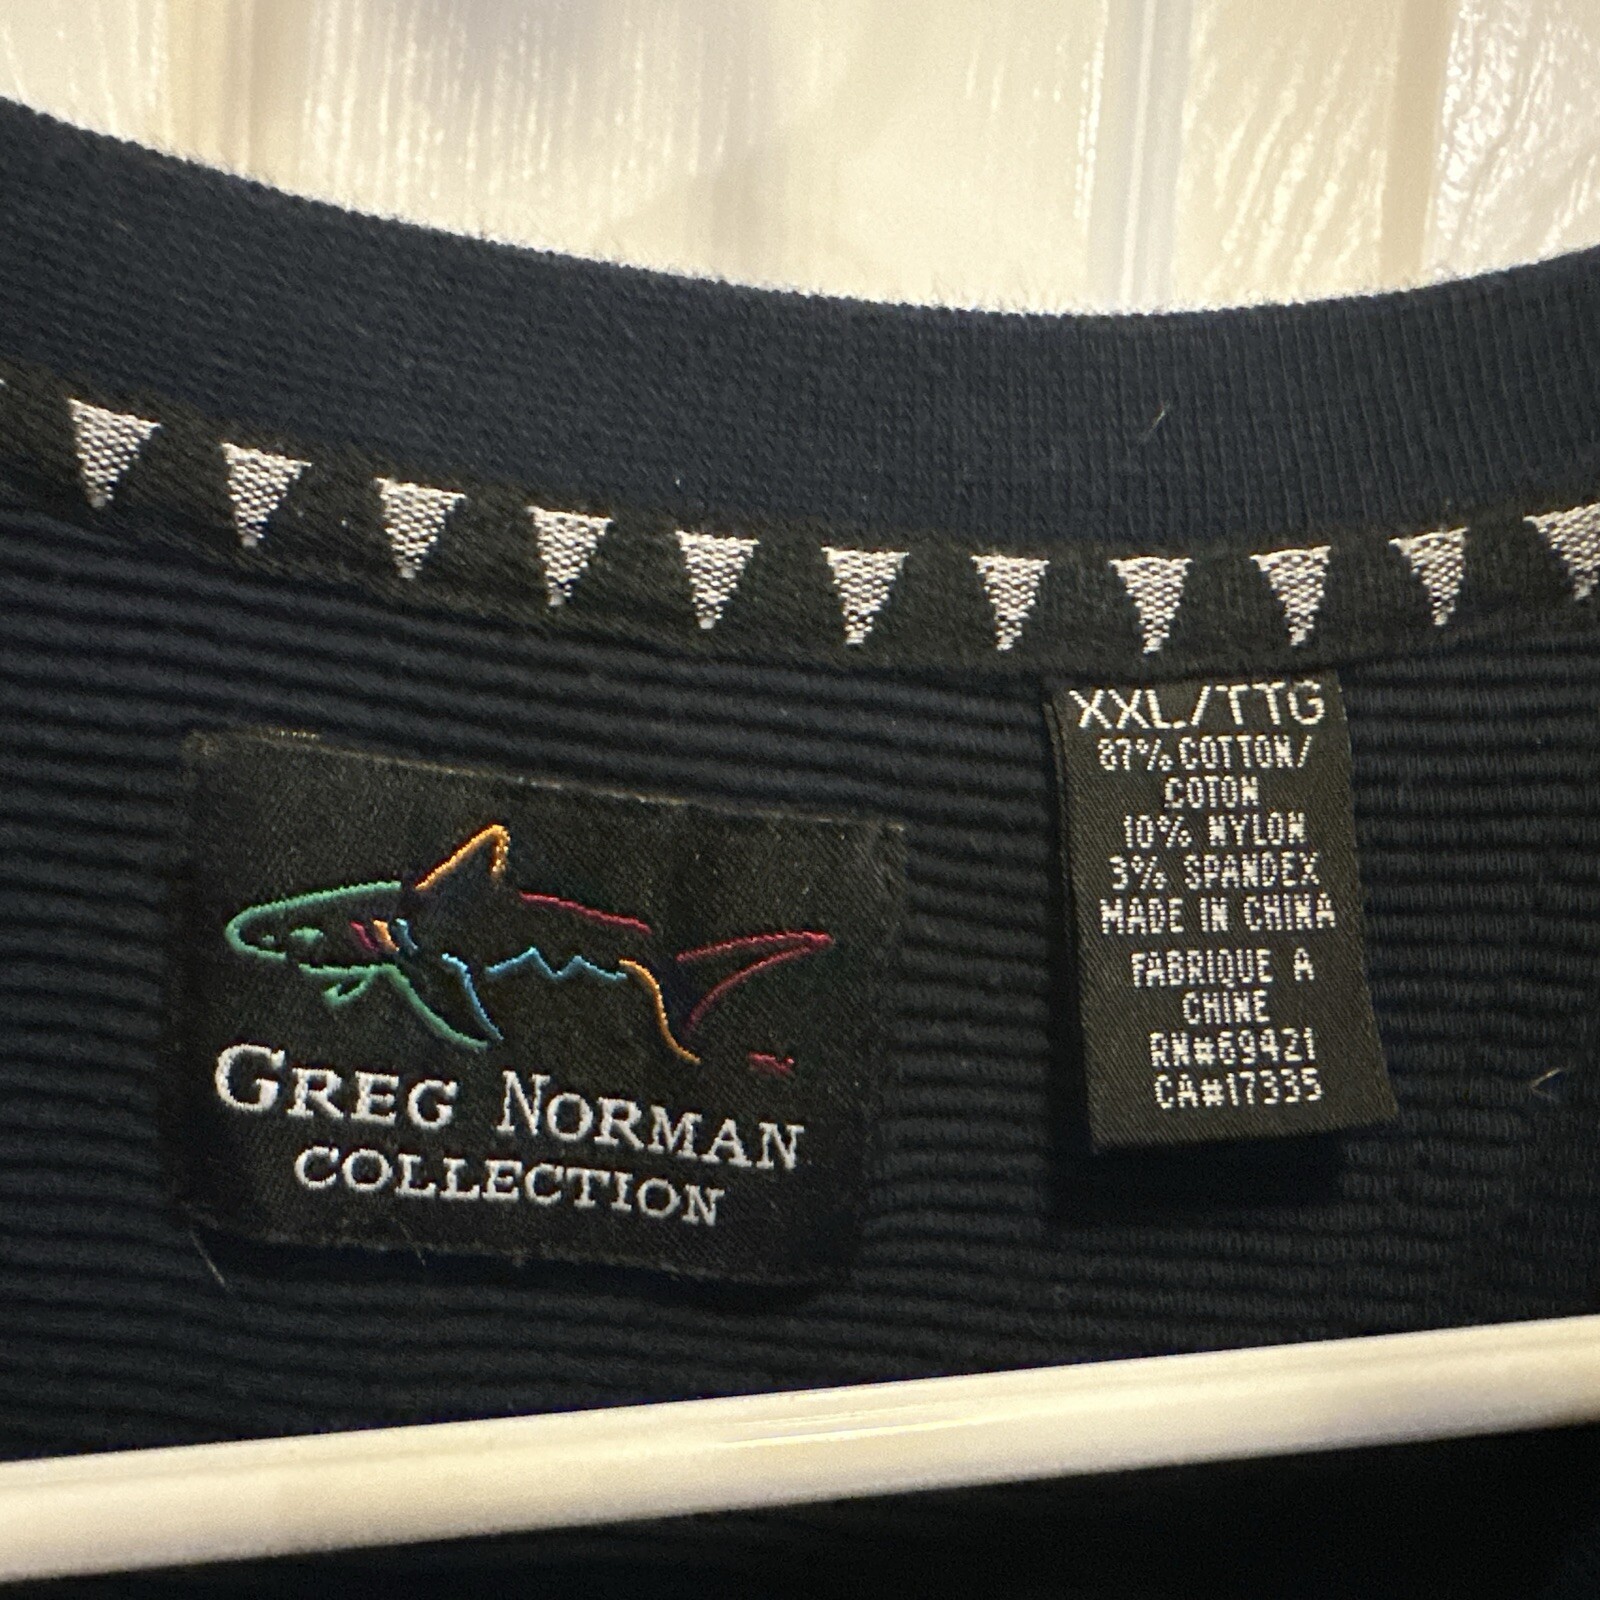 GREG NORMAN
COLLECTION
XXL/TTG
87% COTTON/
COTON
10% NYLON
3% SPANDEX
MADE IN CHINA
FABRIQUE A
CHINE
RN#69421
CA#17335